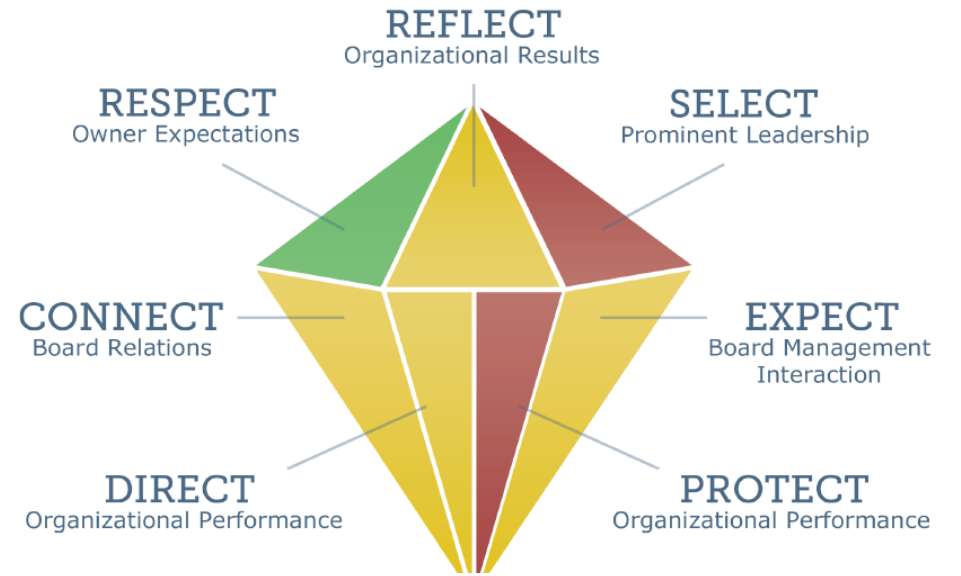 REFLECT
Organizational Results
RESPECT
Owner Expectations
SELECT
Prominent Leadership
CONNECT
Board Relations
EXPECT
Board Management
Interaction
DIRECT
Organizational Performance
PROTECT
Organizational Performance